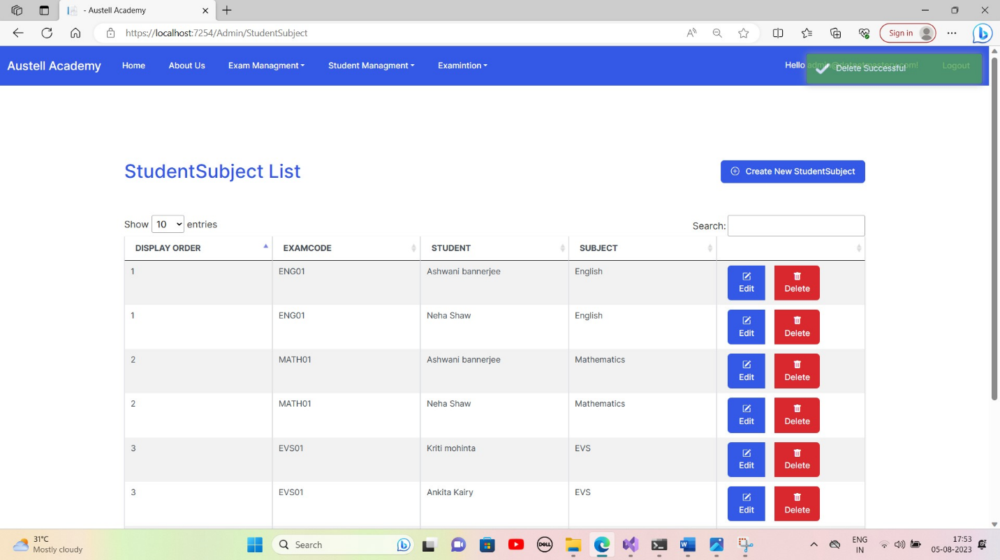 - Austell Academy
https://localhost:7254/Admin/StudentSubject
Sign in
Austell Academy
Home
About Us
Exam Managment
Student Managment
Examintion
Hello
Delete Successful
Logout
StudentSubject List
Create New StudentSubject
Show 10 entries
Search:
DISPLAY ORDER EXAMCODE STUDENT SUBJECT
1 ENG01 Ashwani bannerjee English Edit Delete
1 ENG01 Neha Shaw English Edit Delete
2 MATH01 Ashwani bannerjee Mathematics Edit Delete
2 MATH01 Neha Shaw Mathematics Edit Delete
3 EVS01 Kriti mohinta EVS Edit Delete
3 EVS01 Ankita Kairy EVS Edit Delete
31°C
Mostly cloudy
Search
DELL
ENG
IN
17:53
05-08-2023